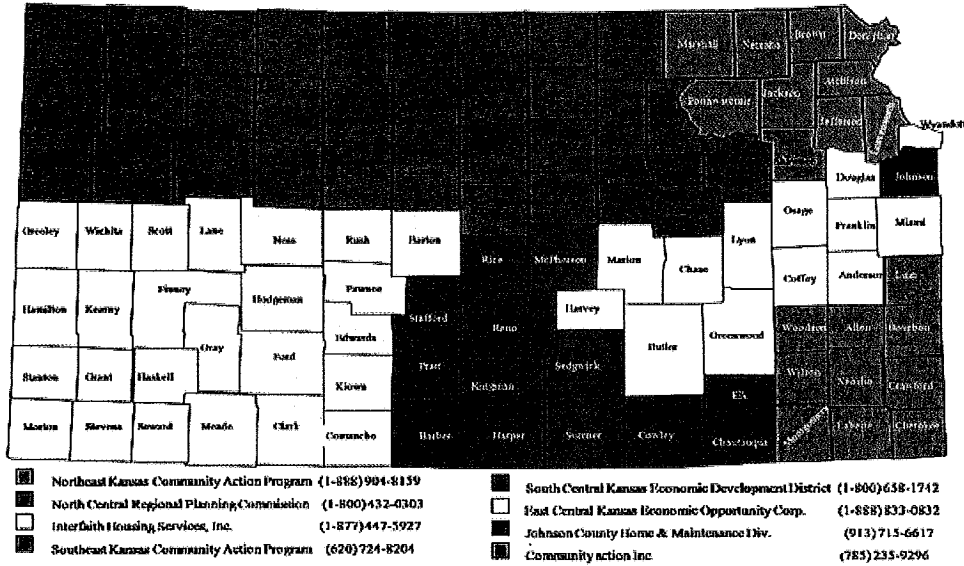 Marshall Nemaha Brown Doniphan
Atchison
Pottawatomie Jackson
Jefferson
Wyandott
Douglas Johnson
Osage Franklin Miami
Greeley Wichita Scott Lane Ness Rush Barton
Rice McPherson Marion Chase Lyon
Coffey Anderson
Hamilton Kearny Finney Hodgeman Pawnee
Stafford Reno Harvey
Gray Ford Edwards
Butler Greenwood Woodson Allen Bourbon
Stanton Grant Haskell Kiowa Pratt Kingman Sedgwick
EK Wilson Neosho Crawford
Morton Stevens Seward Meade Clark Comanche Barber Harper Sumner Cowley Chautauqua
Labette Cherokee
Northeast Kansas Community Action Program (1-888)904-8159
North Central Regional Planning Commission (1-800)432-0303
Interfaith Housing Services, Inc. (1-877)447-5927
Southeast Kansas Community Action Program (620)724-8204
South Central Kansas Economic Development District (1-800)658-1742
East Central Kansas Economic Opportunity Corp. (1-888)833-0832
Johnson County Home & Maintenance Div. (913)715-6617
Community action Inc. (785)235-9296